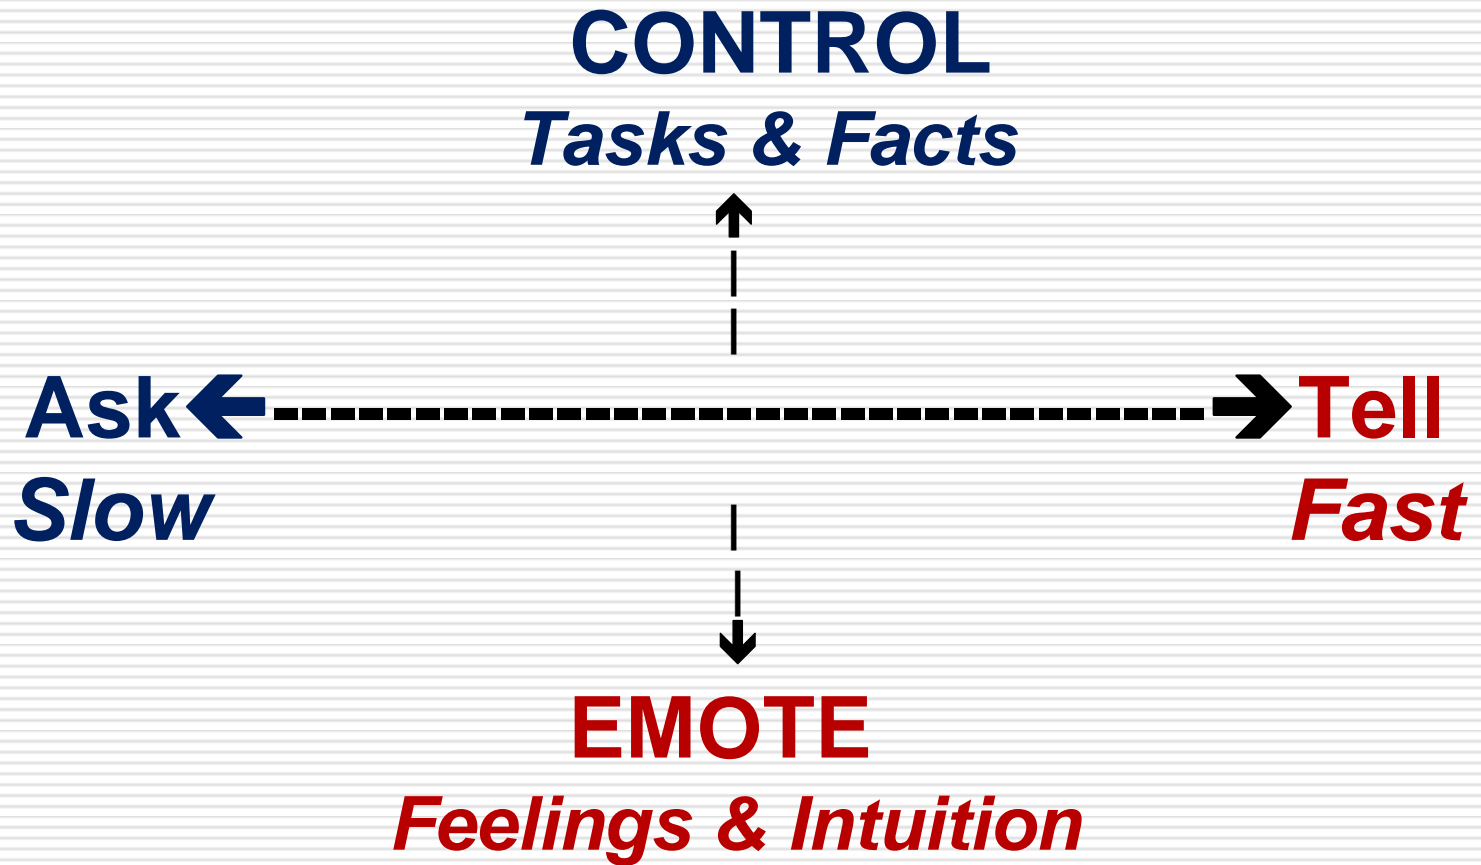 CONTROL
Tasks & Facts
Ask Tell
Slow Fast
EMOTE
Feelings & Intuition